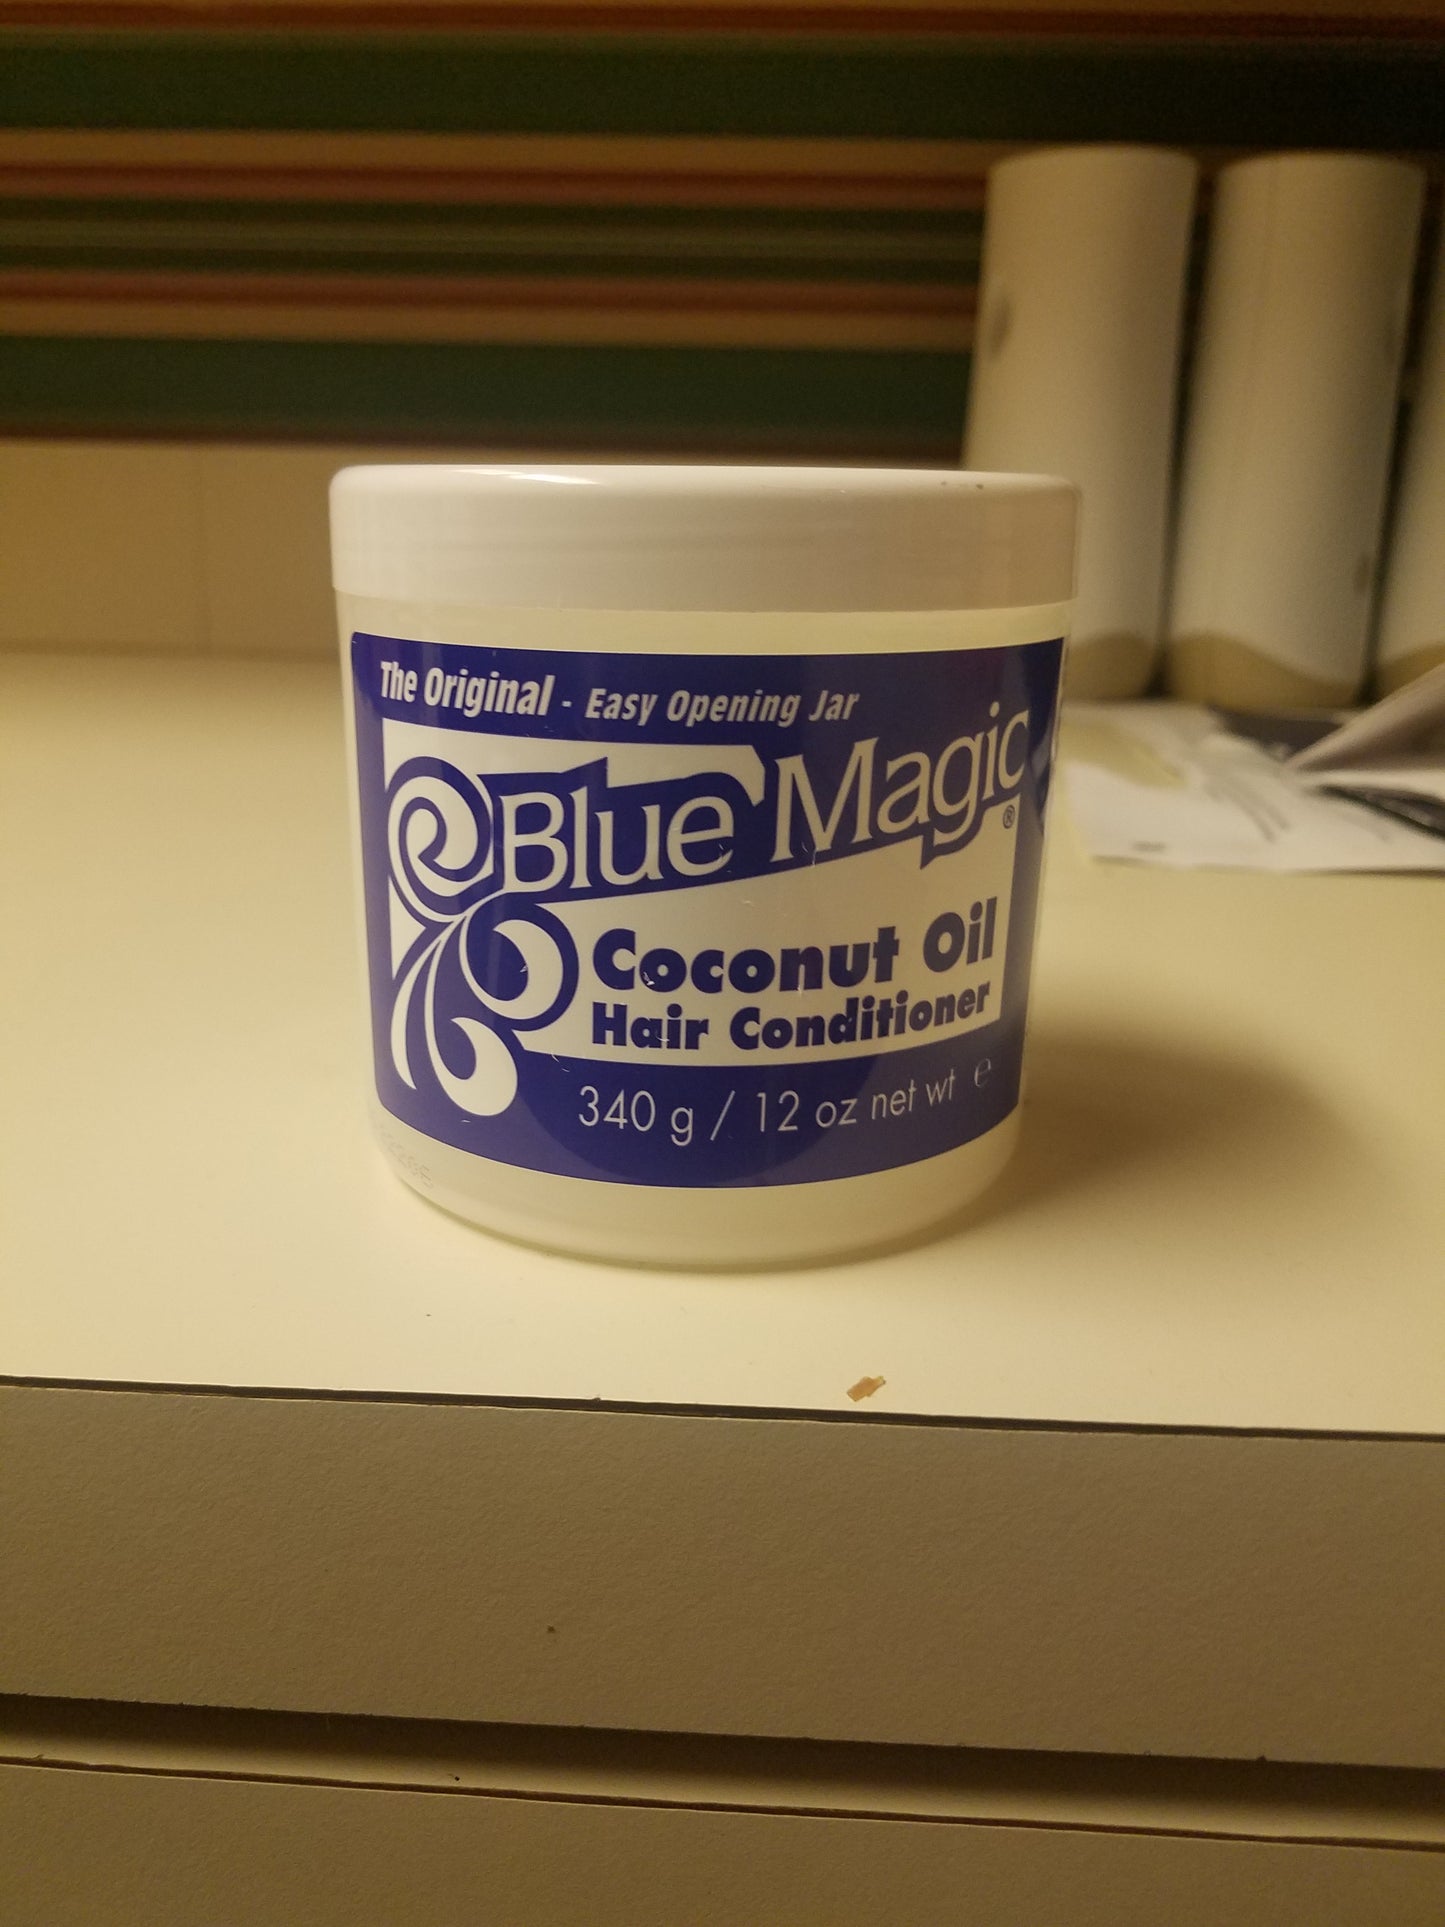 The Original - Easy Opening Jar
Blue Magic®
Coconut Oil
Hair Conditioner
340 g / 12 oz net wt ℮